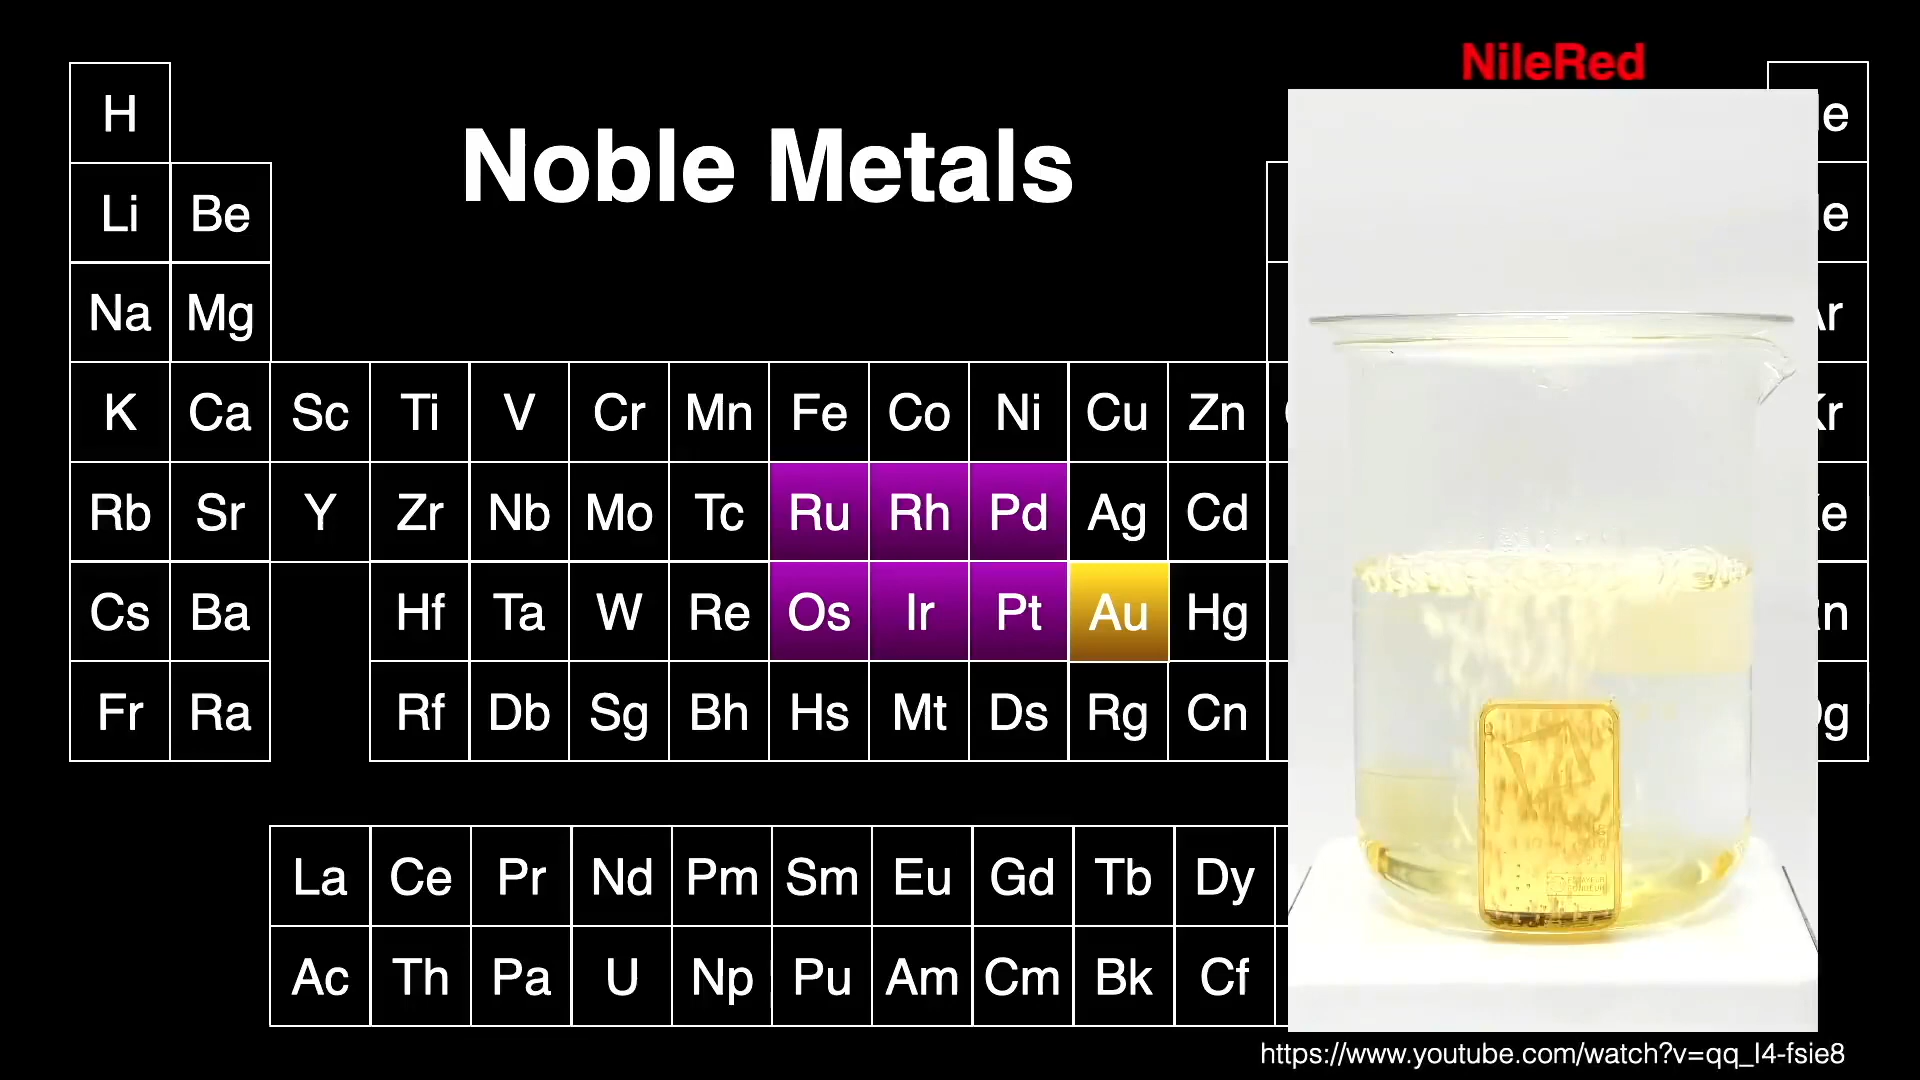 NileRed
Noble Metals
H e
Li Be e
Na Mg Ar
K Ca Sc Ti V Cr Mn Fe Co Ni Cu Zn Kr
Rb Sr Y Zr Nb Mo Tc Ru Rh Pd Ag Cd e
Cs Ba Hf Ta W Re Os Ir Pt Au Hg n
Fr Ra Rf Db Sg Bh Hs Mt Ds Rg Cn g
La Ce Pr Nd Pm Sm Eu Gd Tb Dy
Ac Th Pa U Np Pu Am Cm Bk Cf
https://www.youtube.com/watch?v=qq_l4-fsie8